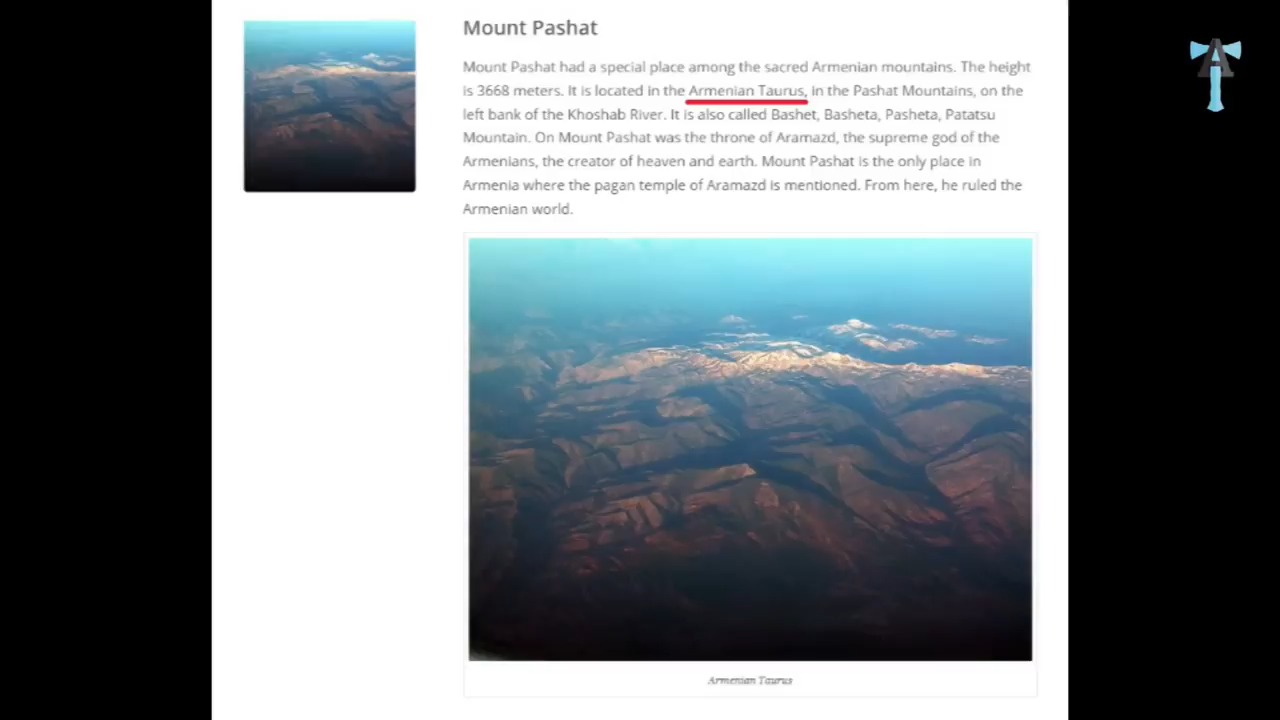 Mount Pashat
Mount Pashat had a special place among the sacred Armenian mountains. The height
is 3668 meters. It is located in the Armenian Taurus, in the Pashat Mountains, on the
left bank of the Khoshab River. It is also called Bashet, Basheta, Pasheta, Patatsu
Mountain. On Mount Pashat was the throne of Aramazd, the supreme god of the
Armenians, the creator of heaven and earth. Mount Pashat is the only place in
Armenia where the pagan temple of Aramazd is mentioned. From here, he ruled the
Armenian world.
Armenian Taurus